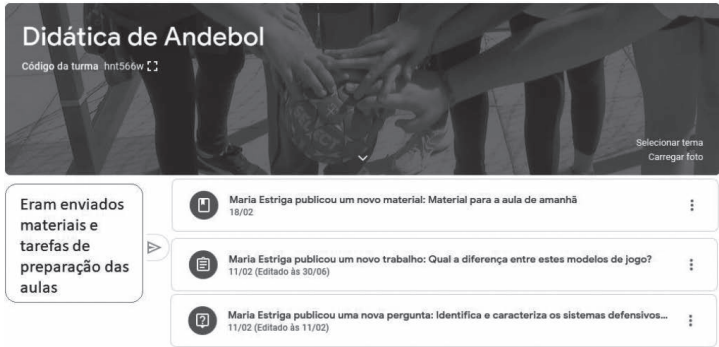 Didática de Andebol
Código da turma hnt566w
SELECT
Selecionar tema
Carregar foto
Eram enviados
materiais e
tarefas de
preparação das
aulas
Maria Estriga publicou um novo material: Material para a aula de amanhã
18/02
Maria Estriga publicou um novo trabalho: Qual a diferença entre estes modelos de jogo?
11/02 (Editado às 30/06)
Maria Estriga publicou uma nova pergunta: Identifica e caracteriza os sistemas defensivos...
11/02 (Editado às 11/02)